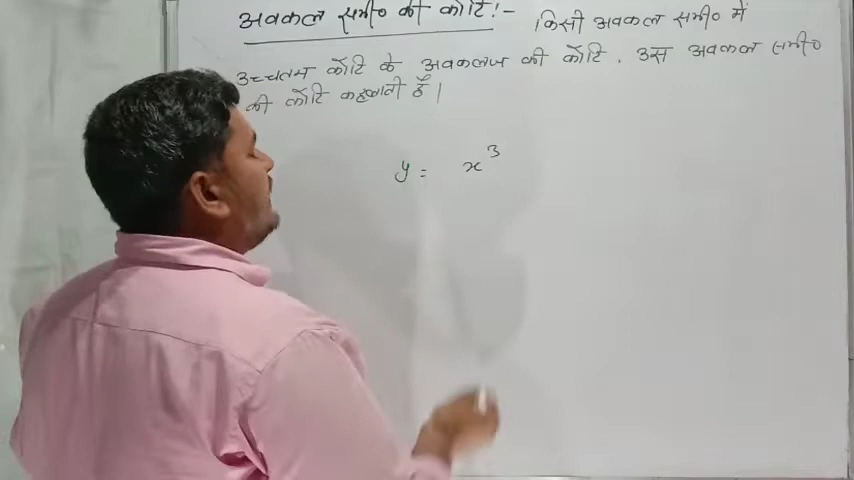 अवकल समी० की कोटि :- किसी अवकल समी० में
उच्चतम कोटि के अवकलज की कोटि, उस अवकल समी०
की कोटि कहलाती है।
y = x³